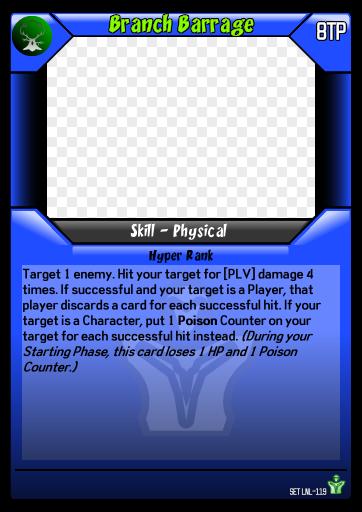 Branch Barrage
8TP
Skill - Physical
Hyper Rank
Target 1 enemy. Hit your target for [PLV] damage 4
times. If successful and your target is a Player, that
player discards a card for each successful hit. If your
target is a Character, put 1 Poison Counter on your
target for each successful hit instead. (During your
Starting Phase, this card loses 1 HP and 1 Poison
Counter.)
SET LNL-119